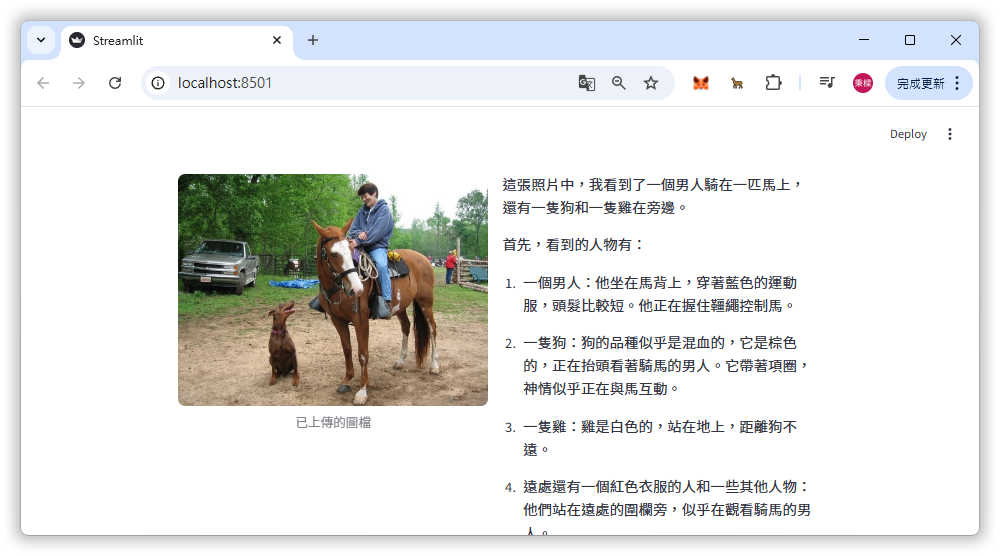 Streamlit
localhost:8501
秉樑
完成更新
Deploy
這張照片中，我看到了一個男人騎在一匹馬上，
還有一隻狗和一隻雞在旁邊。
首先，看到的人物有：
1. 一個男人：他坐在馬背上，穿著藍色的運動
服，頭髮比較短。他正在握住韁繩控制馬。
2. 一隻狗：狗的品種似乎是混血的，它是棕色
的，正在抬頭看著騎馬的男人。它帶著項圈，
神情似乎正在與馬互動。
3. 一隻雞：雞是白色的，站在地上，距離狗不
遠。
4. 遠處還有一個紅色衣服的人和一些其他人物：
他們站在遠處的圍欄旁，似乎在觀看騎馬的男
人。
已上傳的圖檔